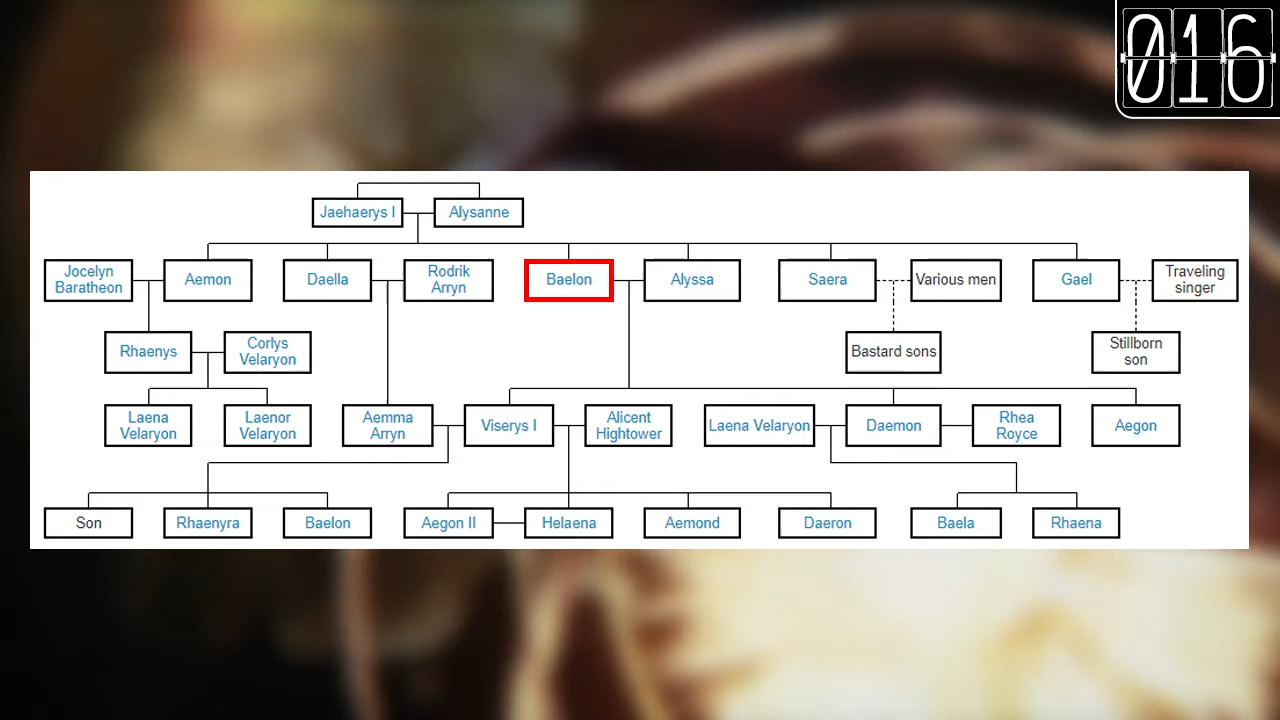 016
Jaehaerys I
Alysanne
Jocelyn
Baratheon
Aemon
Daella
Rodrik
Arryn
Baelon
Alyssa
Saera
Various men
Gael
Traveling
singer
Rhaenys
Corlys
Velaryon
Bastard sons
Stillborn
son
Laena
Velaryon
Laenor
Velaryon
Aemma
Arryn
Viserys I
Alicent
Hightower
Laena Velaryon
Daemon
Rhea
Royce
Aegon
Son
Rhaenyra
Baelon
Aegon II
Helaena
Aemond
Daeron
Baela
Rhaena